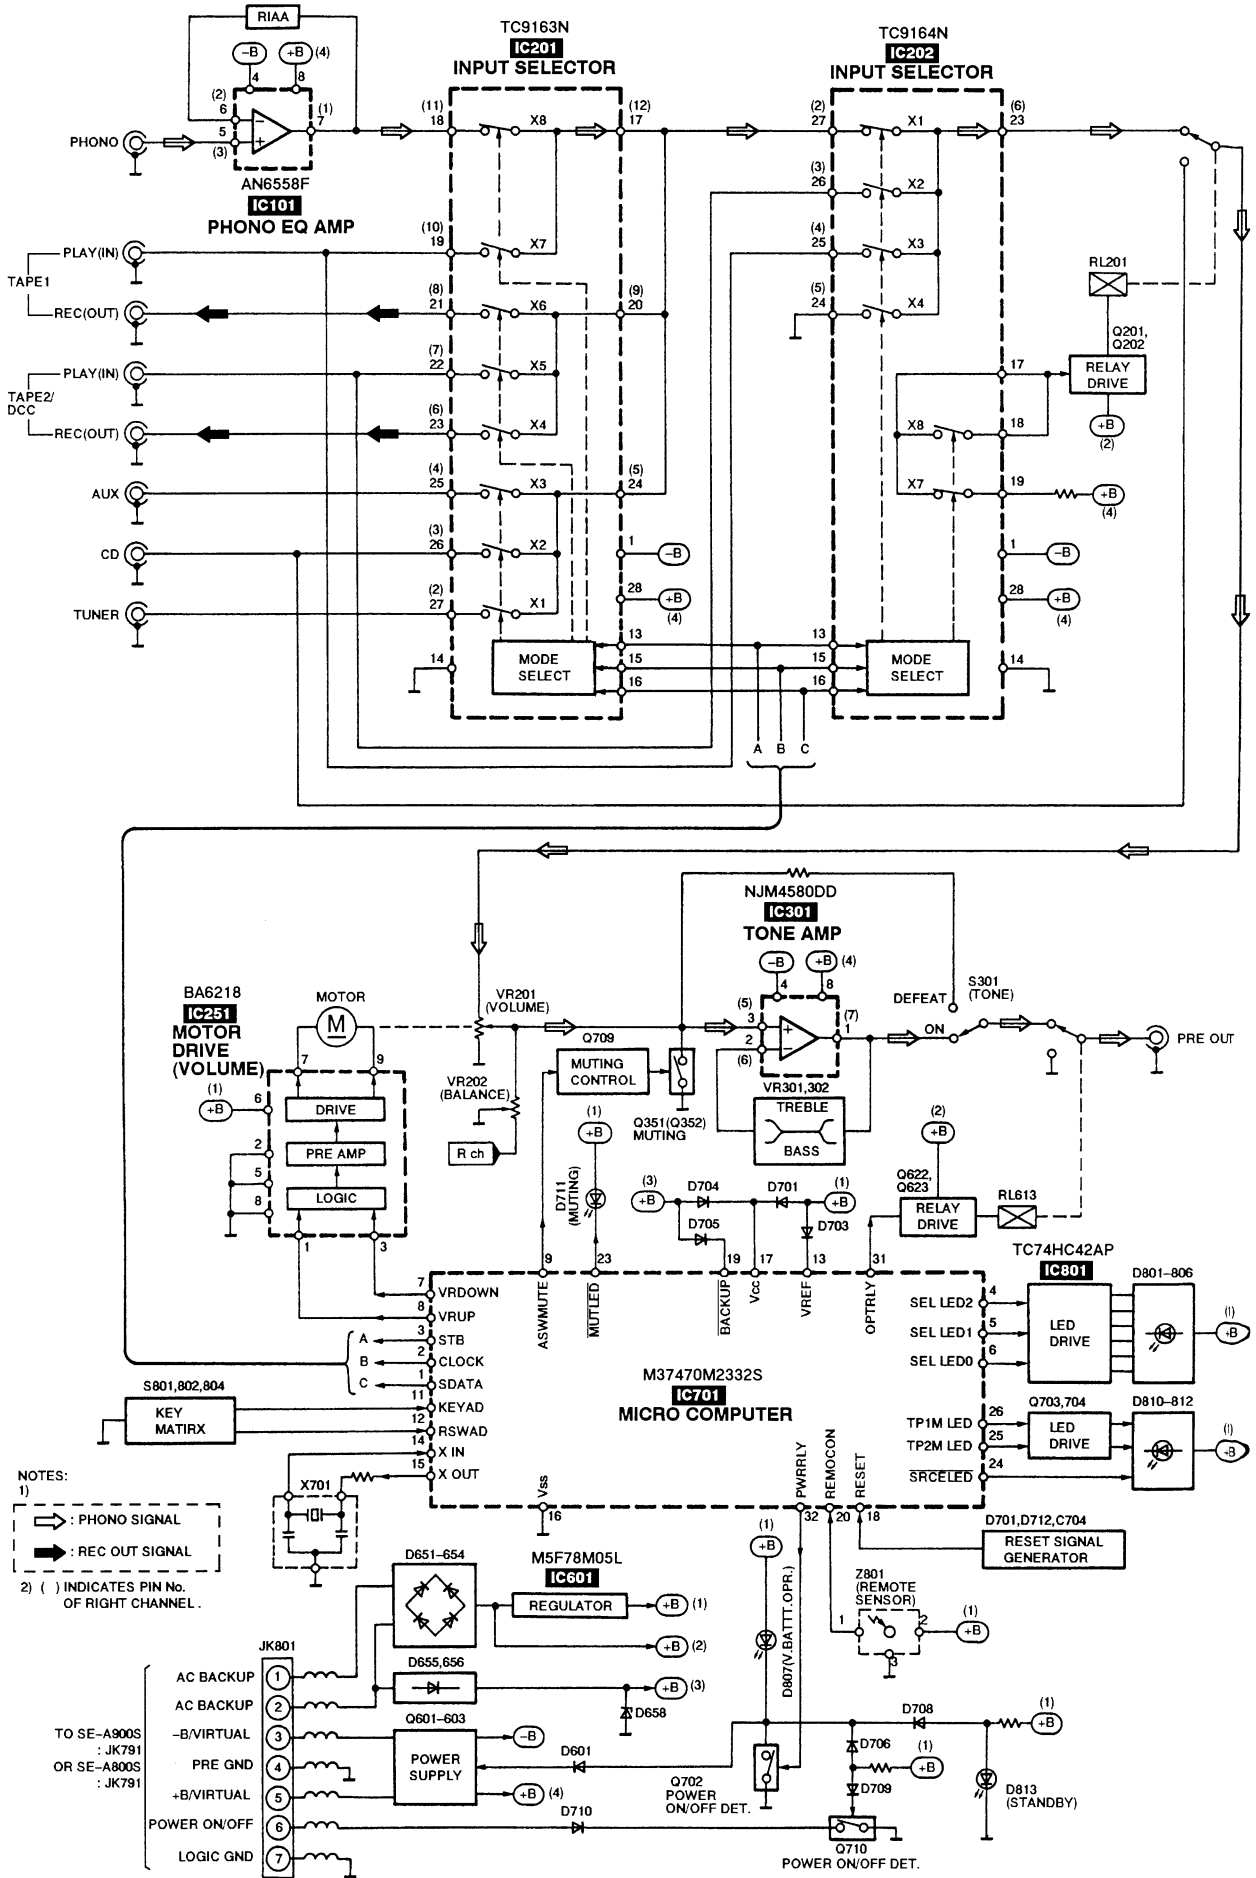 RIAA
TC9163N
IC201
INPUT SELECTOR
TC9164N
IC202
INPUT SELECTOR
-B
+B
(4)
4
8
(2)
6
5
(3)
(1)
7
PHONO
AN6558F
IC101
PHONO EQ AMP
(11)
18
X8
(12)
17
(2)
27
X1
(6)
23
(3)
26
X2
(10)
19
X7
(4)
25
X3
(8)
21
X6
(9)
20
(5)
24
X4
(7)
22
X5
(6)
23
X4
(4)
25
X3
(5)
24
(3)
26
X2
(2)
27
X1
TAPE1
PLAY(IN)
REC(OUT)
TAPE2/
DCC
PLAY(IN)
REC(OUT)
AUX
CD
TUNER
1
-B
28
+B
(4)
14
MODE
SELECT
13
15
16
13
15
16
MODE
SELECT
14
RL201
Q201,
Q202
RELAY
DRIVE
+B
(2)
17
X8
18
X7
19
+B
(4)
1
-B
28
+B
(4)
A B C
BA6218
IC251
MOTOR
DRIVE
(VOLUME)
MOTOR
M
7
9
(1)
+B
6
2
5
8
DRIVE
PRE AMP
LOGIC
1
3
VR201
(VOLUME)
VR202
(BALANCE)
R ch
Q709
MUTING
CONTROL
Q351(Q352)
MUTING
NJM4580DD
IC301
TONE AMP
-B
+B
(4)
4
8
(5)
3
2
(6)
(7)
1
VR301,302
TREBLE
BASS
DEFEAT
ON
S301
(TONE)
PRE OUT
(1)
+B
D711
(MUTING)
(3)
+B
D704
D705
D701
(1)
+B
D703
(2)
+B
Q622,
Q623
RELAY
DRIVE
RL613
TC74HC42AP
IC801
D801-806
LED
DRIVE
(1)
+B
9
23
19
17
13
31
ASWMUTE
MUTLED
BACKUP
Vcc
VREF
OPTRLY
7
VRDOWN
8
VRUP
A
3
STB
B
2
CLOCK
C
1
SDATA
11
KEYAD
12
RSWAD
14
X IN
15
X OUT
M37470M2332S
IC701
MICRO COMPUTER
SEL LED2
4
SEL LED1
5
SEL LED0
6
TP1M LED
26
TP2M LED
25
SRCELED
24
Q703,704
LED
DRIVE
D810-812
(1)
+B
S801,802,804
KEY
MATIRX
X701
Vss
16
PWRRLY
32
REMOCON
20
RESET
18
D701,D712,C704
RESET SIGNAL
GENERATOR
NOTES:
1)
: PHONO SIGNAL
: REC OUT SIGNAL
2) ( ) INDICATES PIN No.
OF RIGHT CHANNEL.
D651-654
M5F78M05L
IC601
REGULATOR
+B
(1)
+B
(2)
D655,656
+B
(3)
D658
(1)
+B
D807(V.BATTT.OPR.)
Z801
(REMOTE
SENSOR)
1
2
3
(1)
+B
JK801
AC BACKUP
1
AC BACKUP
2
-B/VIRTUAL
3
PRE GND
4
+B/VIRTUAL
5
POWER ON/OFF
6
LOGIC GND
7
TO SE-A900S
: JK791
OR SE-A800S
: JK791
Q601-603
POWER
SUPPLY
-B
+B
(4)
D601
D710
Q702
POWER
ON/OFF DET.
D708
(1)
+B
D706
(1)
+B
D709
D813
(STANDBY)
Q710
POWER ON/OFF DET.